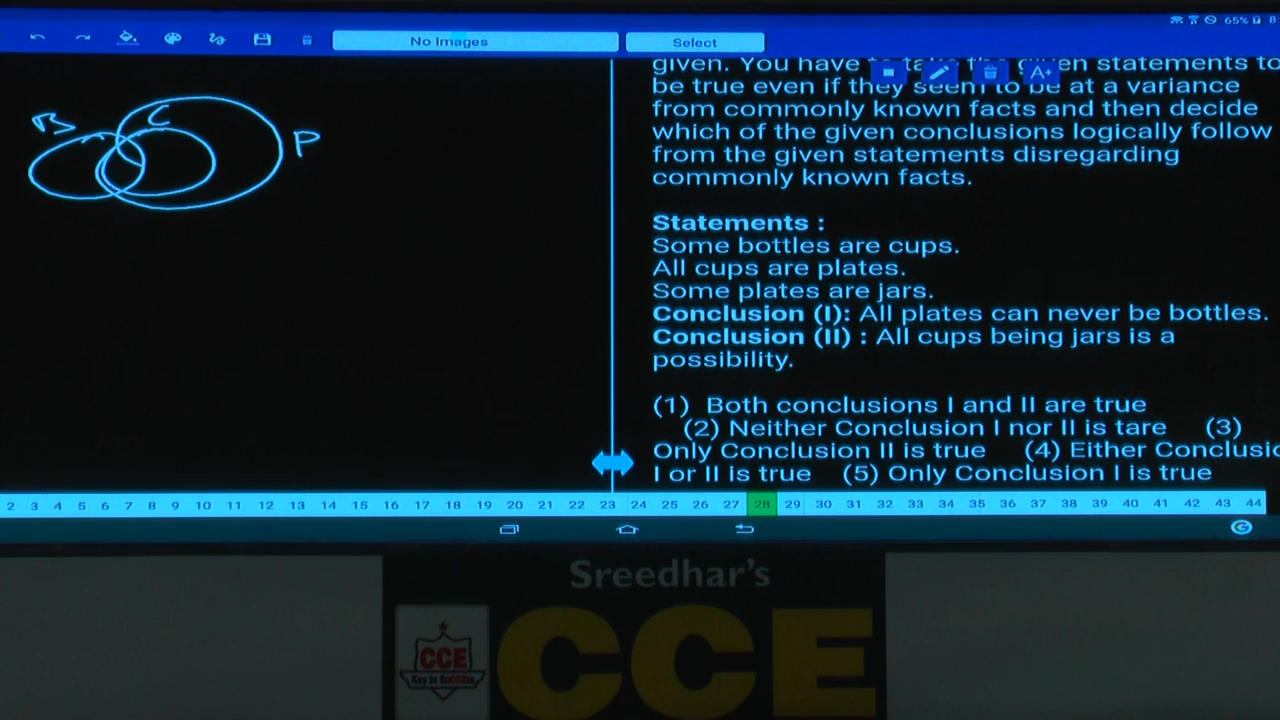 65% 8
No Images
Select
given. You have to take the given statements to
be true even if they seem to be at a variance
from commonly known facts and then decide
which of the given conclusions logically follow
from the given statements disregarding
commonly known facts.
A+
B
C
P
Statements :
Some bottles are cups.
All cups are plates.
Some plates are jars.
Conclusion (I): All plates can never be bottles.
Conclusion (II) : All cups being jars is a
possibility.
(1) Both conclusions I and II are true
(2) Neither Conclusion I nor II is tare (3)
Only Conclusion II is true (4) Either Conclusio
I or II is true (5) Only Conclusion I is true
2 3 4 5 6 7 8 9 10 11 12 13 14 15 16 17 18 19 20 21 22 23 24 25 26 27 28 29 30 31 32 33 34 35 36 37 38 39 40 41 42 43 44
Sreedhar's
CCE
CCE
Key to SuCCEss